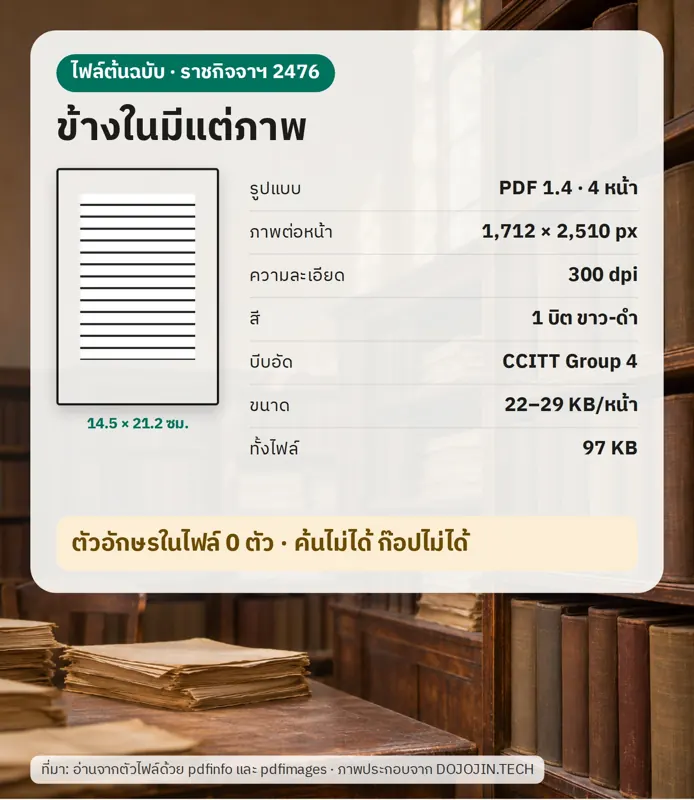 ไฟล์ต้นฉบับ · ราชกิจจาฯ 2476
ข้างในมีแต่ภาพ
รูปแบบ PDF 1.4 · 4 หน้า
ภาพต่อหน้า 1,712 × 2,510 px
ความละเอียด 300 dpi
สี 1 บิต ขาว-ดำ
บีบอัด CCITT Group 4
ขนาด 22–29 KB/หน้า
ทั้งไฟล์ 97 KB
14.5 × 21.2 ซม.
ตัวอักษรในไฟล์ 0 ตัว · ค้นไม่ได้ ก๊อปไม่ได้
ที่มา: อ่านจากตัวไฟล์ด้วย pdfinfo และ pdfimages · ภาพประกอบจาก DOJOJIN.TECH